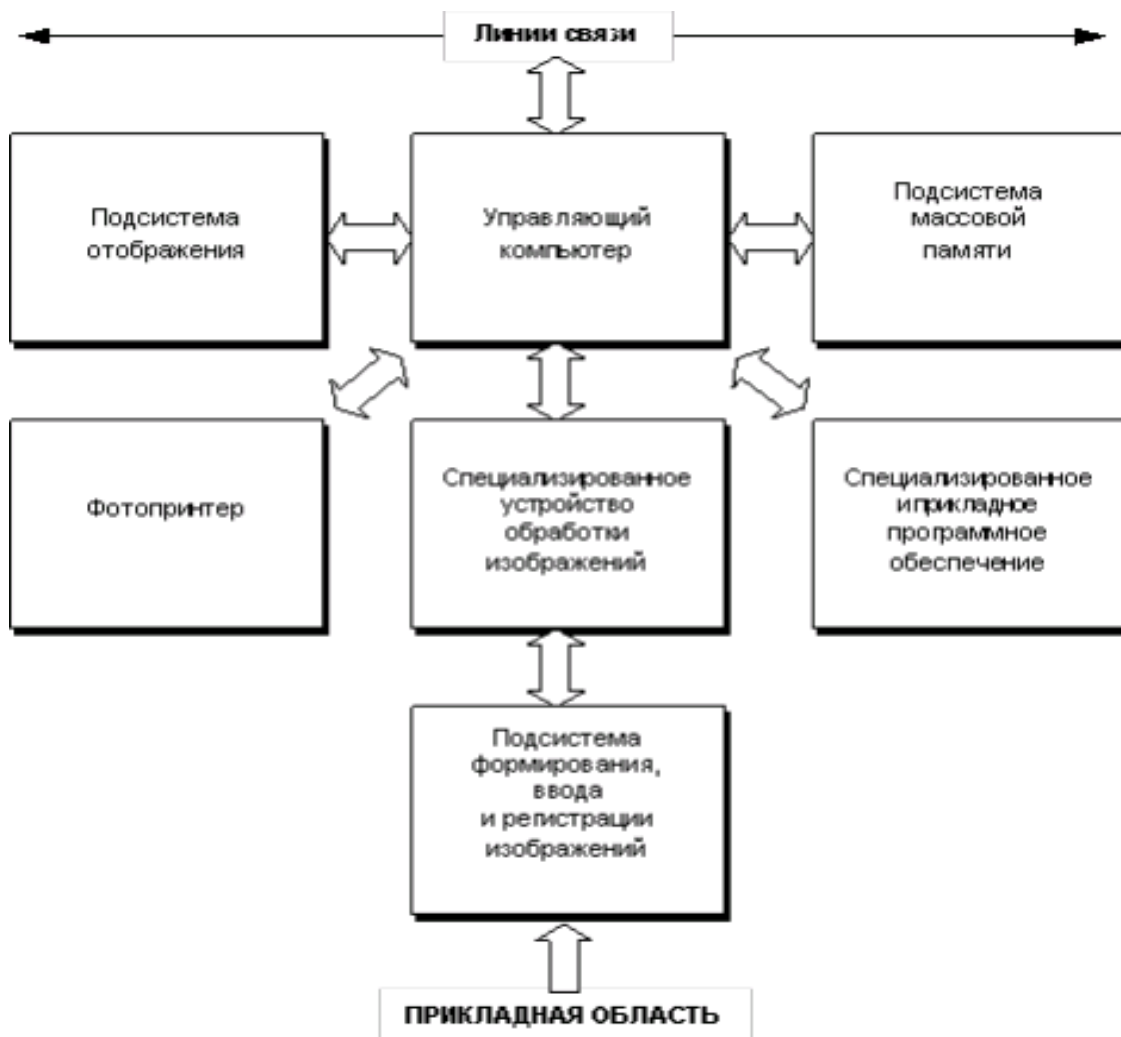 Линии связи
Подсистема
отображения
Управляющий
компьютер
Подсистема
массовой
памяти
Фотопринтер
Специализированное
устройство
обработки
изображений
Специализированное
и прикладное
программное
обеспечение
Подсистема
формирования,
ввода
и регистрации
изображений
ПРИКЛАДНАЯ ОБЛАСТЬ